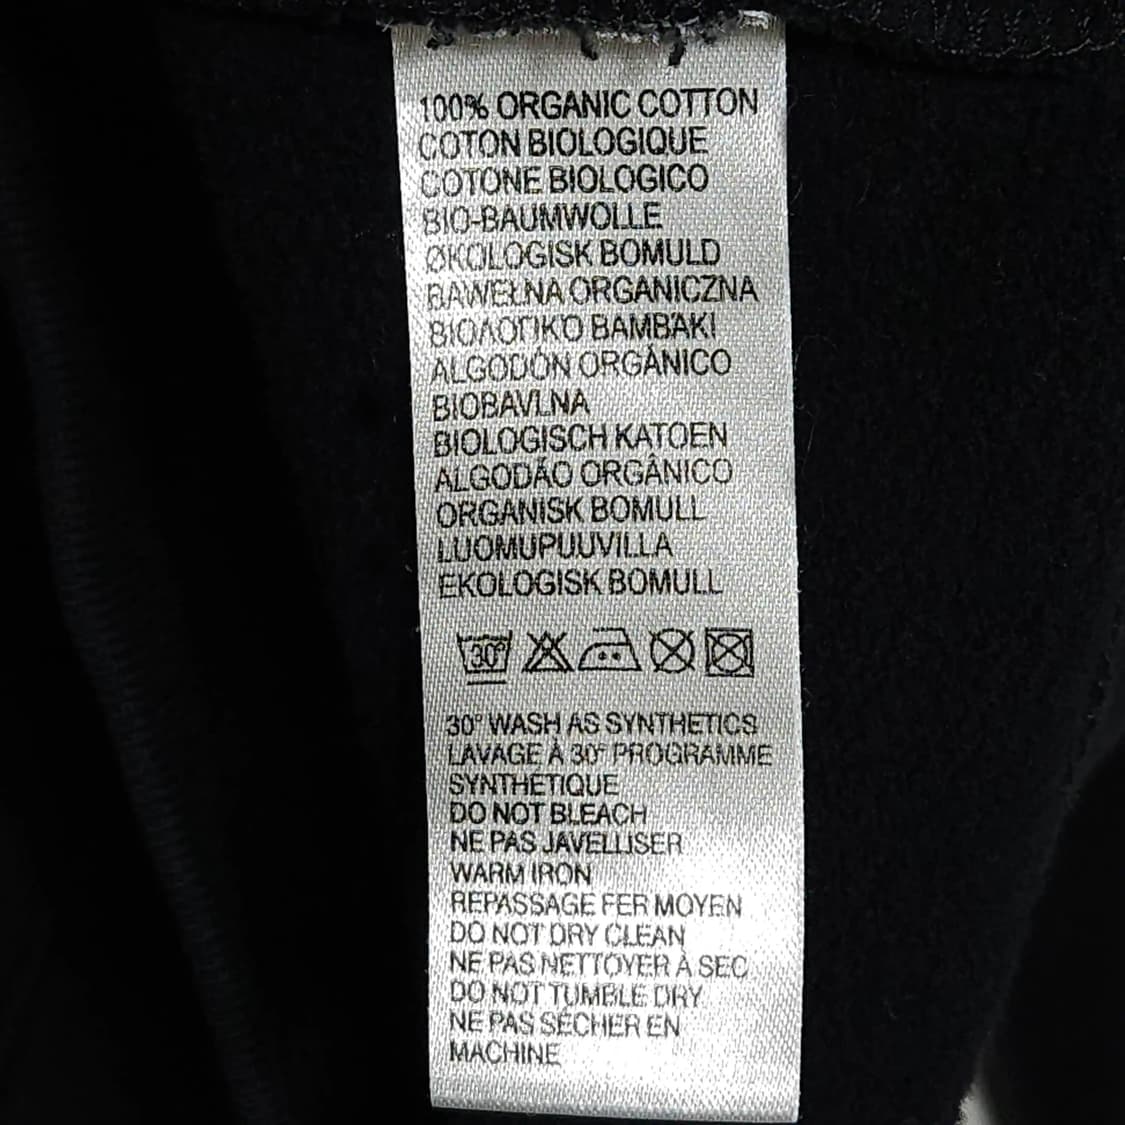 100% ORGANIC COTTON
COTON BIOLOGIQUE
COTONE BIOLOGICO
BIO-BAUMWOLLE
ØKOLOGISK BOMULD
BAWEŁNA ORGANICZNA
ΒΙΟΛΟΓΙΚΌ ΒΑΜΒΆΚΙ
ALGODÓN ORGÂNICO
BIOBAVLNA
BIOLOGISCH KATOEN
ALGODÃO ORGÂNICO
ORGANISK BOMULL
LUOMUPUUVILLA
EKOLOGISK BOMULL
30°
30° WASH AS SYNTHETICS
LAVAGE À 30° PROGRAMME
SYNTHÉTIQUE
DO NOT BLEACH
NE PAS JAVELLISER
WARM IRON
REPASSAGE FER MOYEN
DO NOT DRY CLEAN
NE PAS NETTOYER À SEC
DO NOT TUMBLE DRY
NE PAS SÉCHER EN
MACHINE